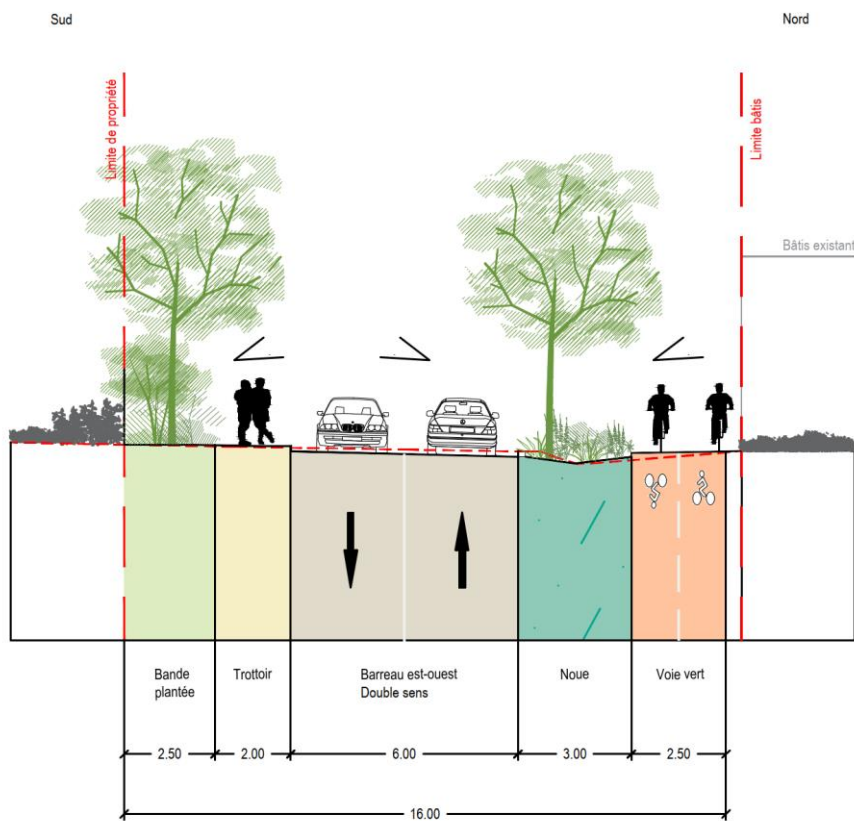 Sud
Nord
Limite de propriété
Limite bâtis
Bâtis existant
Bande
plantée
Trottoir
Barreau est-ouest
Double sens
Noue
Voie vert
2.50
2.00
6.00
3.00
2.50
16.00